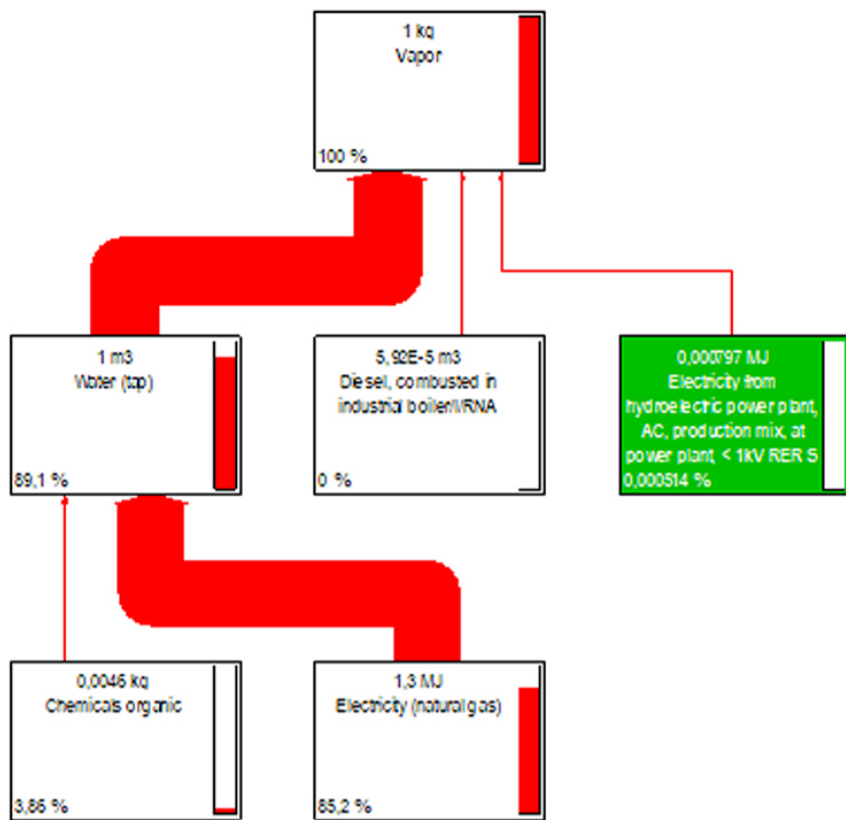 1 kg
Vapor
100 %
1 m3
Water (tap)
89,1 %
5,92E-5 m3
Diesel, combusted in
industrial boiler/I/RNA
0 %
0,000797 MJ
Electricity from
hydroelectric power plant,
AC, production mix, at
power plant, < 1kV RER S
0,000514 %
0,0046 kg
Chemicals organic
3,86 %
1,3 MJ
Electricity (natural gas)
85,2 %